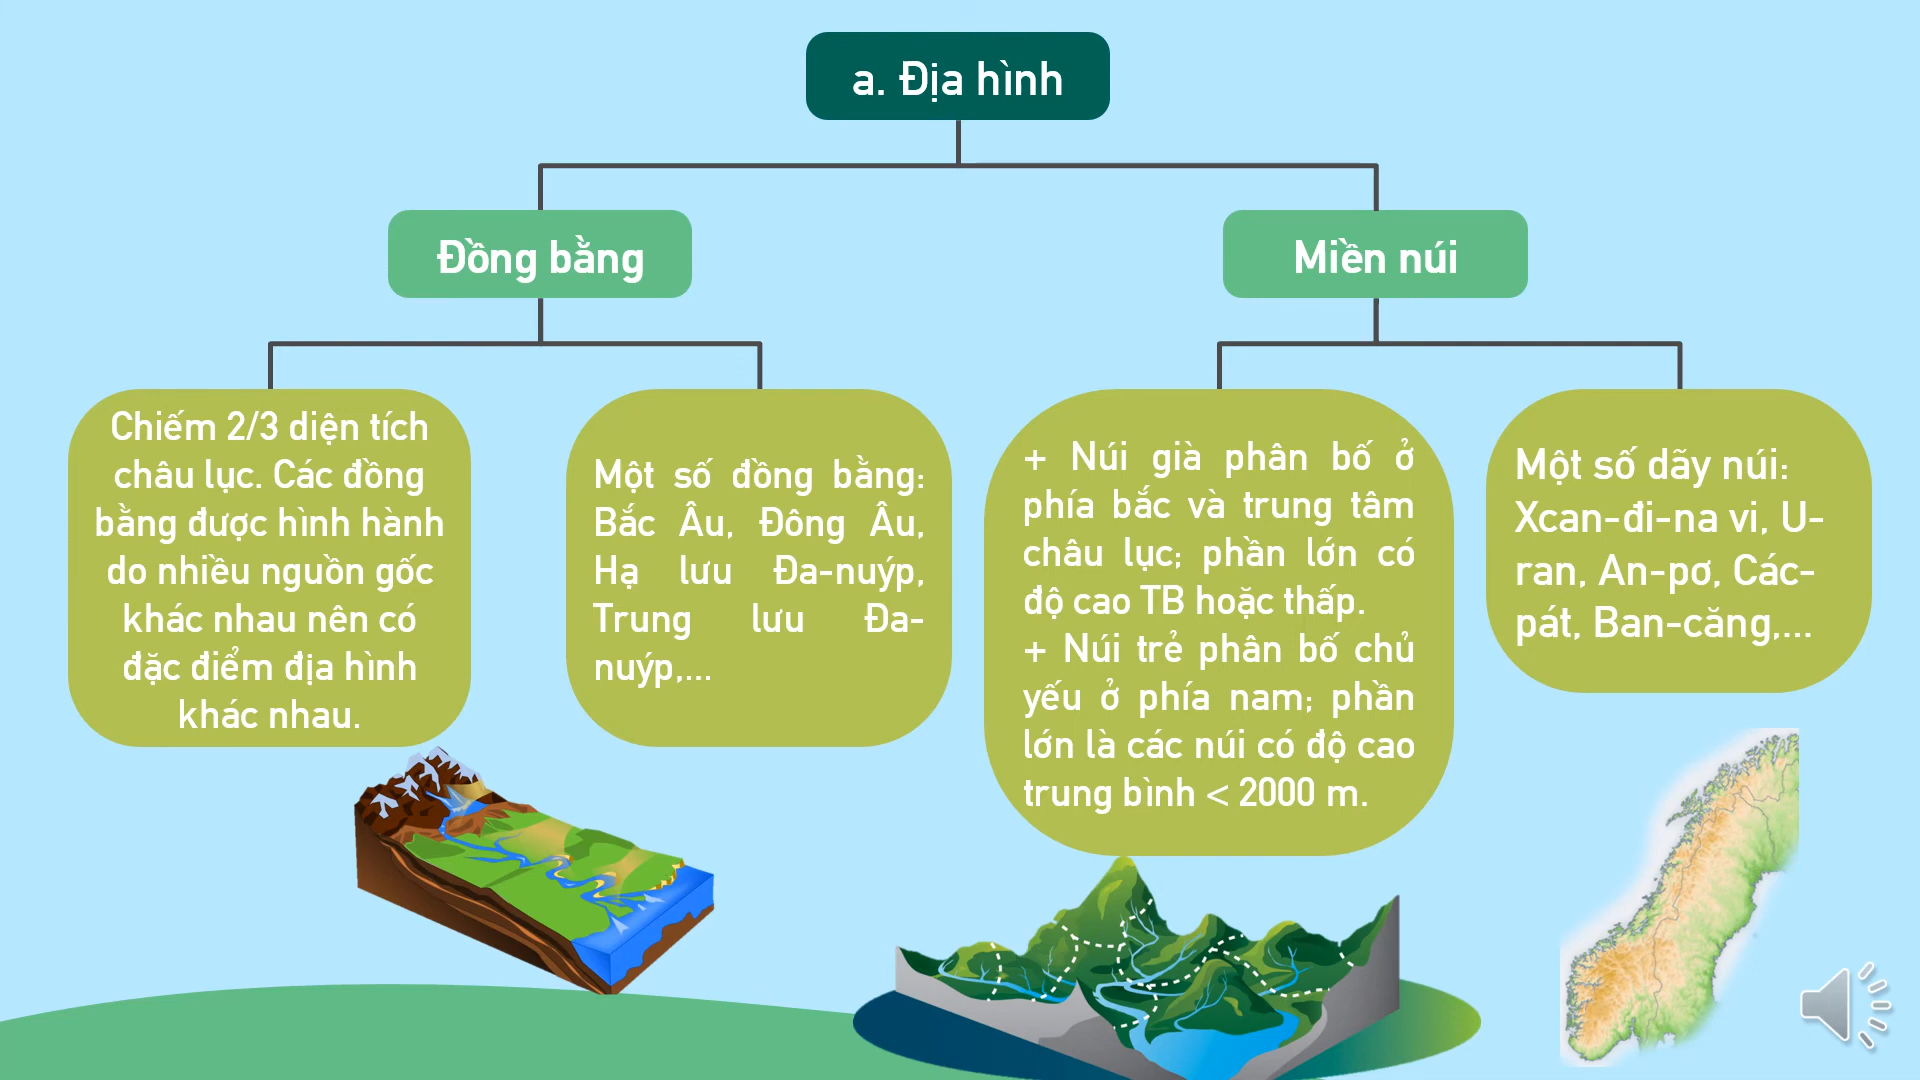 a. Địa hình
Đồng bằng
Miền núi
Chiếm 2/3 diện tích
châu lục. Các đồng
bằng được hình hành
do nhiều nguồn gốc
khác nhau nên có
đặc điểm địa hình
khác nhau.
Một số đồng bằng:
Bắc Âu, Đông Âu,
Hạ lưu Đa-nuýp,
Trung lưu Đa-
nuýp,...
+ Núi già phân bố ở
phía bắc và trung tâm
châu lục; phần lớn có
độ cao TB hoặc thấp.
+ Núi trẻ phân bố chủ
yếu ở phía nam; phần
lớn là các núi có độ cao
trung bình < 2000 m.
Một số dãy núi:
Xcan-đi-na vi, U-
ran, An-pơ, Các-
pát, Ban-căng,...